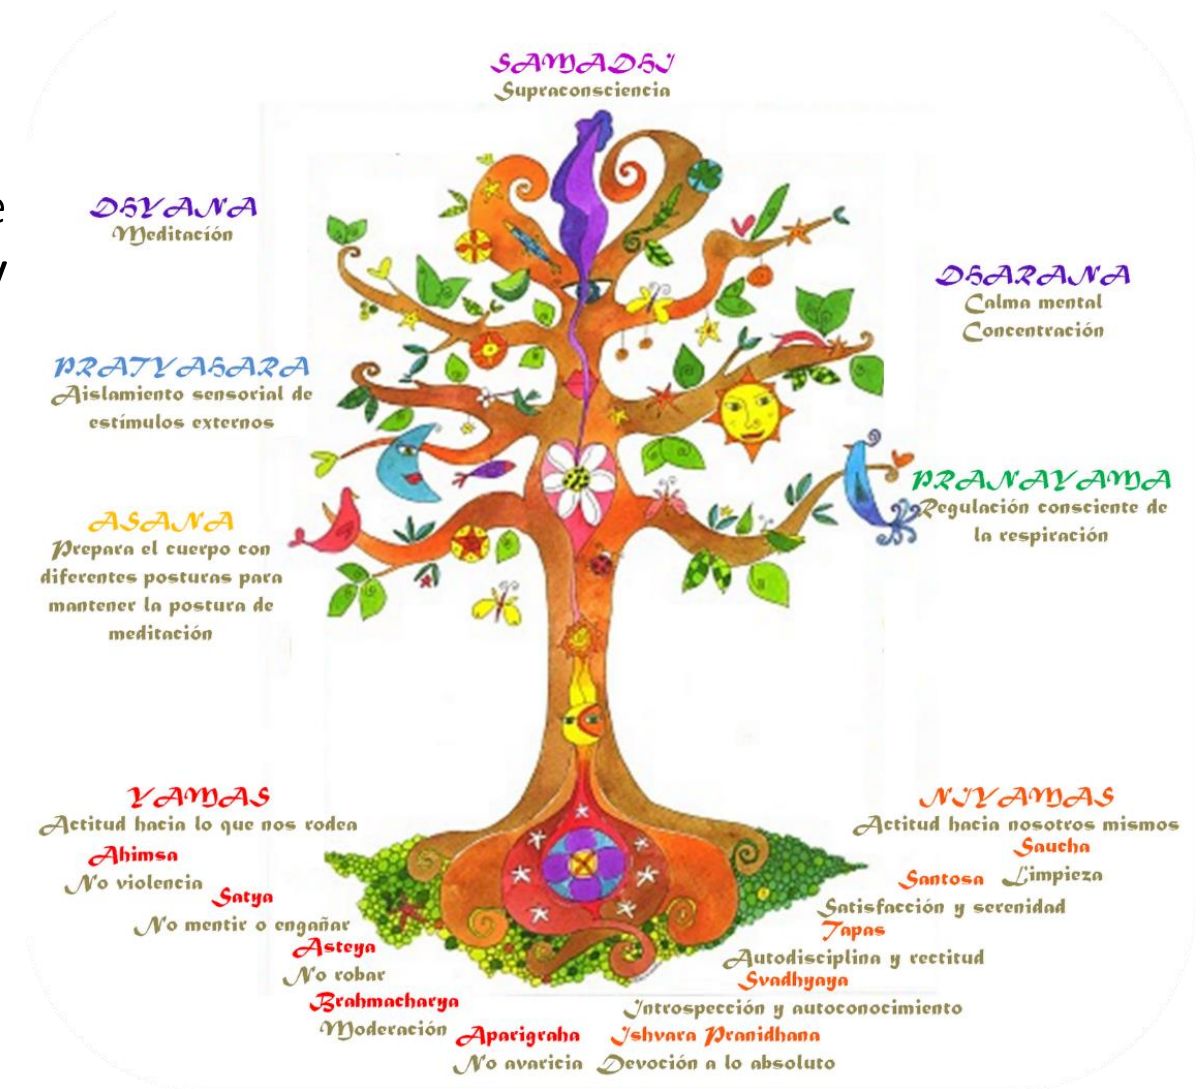 SAMADHI
Supraconsciencia
e
DHYANA
Meditación
y
DHARANA
Calma mental
Concentración
PRATYAHARA
Aislamiento sensorial de
estímulos externos
PRANAYAMA
Regulación consciente de
la respiración
ASANA
Prepara el cuerpo con
diferentes posturas para
mantener la postura de
meditación
YAMAS
Actitud hacia lo que nos rodea
Ahimsa
No violencia
Satya
No mentir o engañar
Asteya
No robar
Brahmacharya
Moderación
Aparigraha
No avaricia
NIYAMAS
Actitud hacia nosotros mismos
Saucha
Limpieza
Santosa
Satisfacción y serenidad
Tapas
Autodisciplina y rectitud
Svadhyaya
Introspección y autoconocimiento
Ishvara Pranidhana
Devoción a lo absoluto